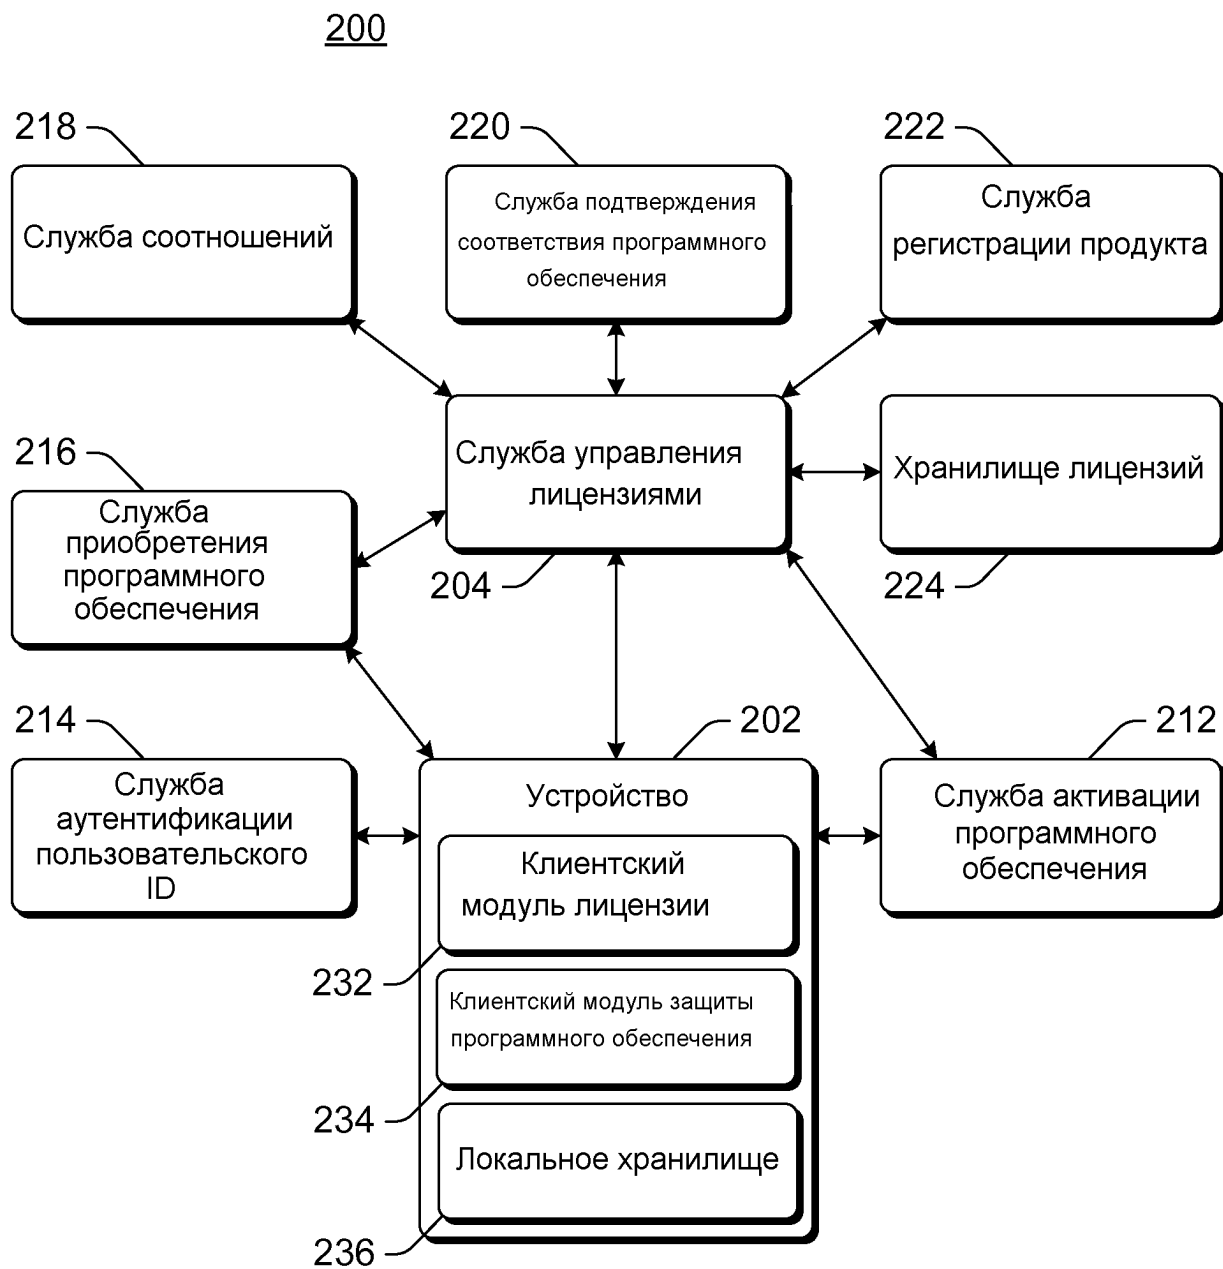 200
218
220
222
Служба соотношений
Служба подтверждения
соответствия программного
обеспечения
Служба
регистрации продукта
216
Служба управления
лицензиями
Хранилище лицензий
Служба
приобретения
программного
обеспечения
204
224
214
202
212
Служба
аутентификации
пользовательского
ID
Устройство
Служба активации
программного
обеспечения
Клиентский
модуль лицензии
232
Клиентский модуль защиты
программного обеспечения
234
Локальное хранилище
236